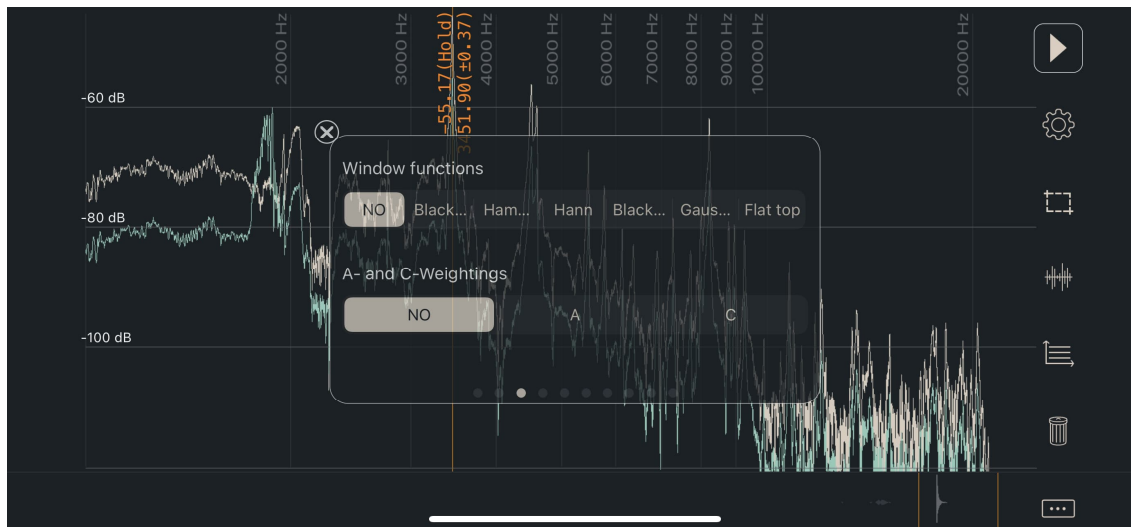 2000 Hz
3000 Hz
4000 Hz
5000 Hz
6000 Hz
7000 Hz
8000 Hz
9000 Hz
10000 Hz
20000 Hz
-55.17(Hold)
3451.90(±0.37)
-60 dB
-80 dB
-100 dB
Window functions
NO Black... Ham... Hann Black... Gaus... Flat top
A- and C-Weightings
NO A C